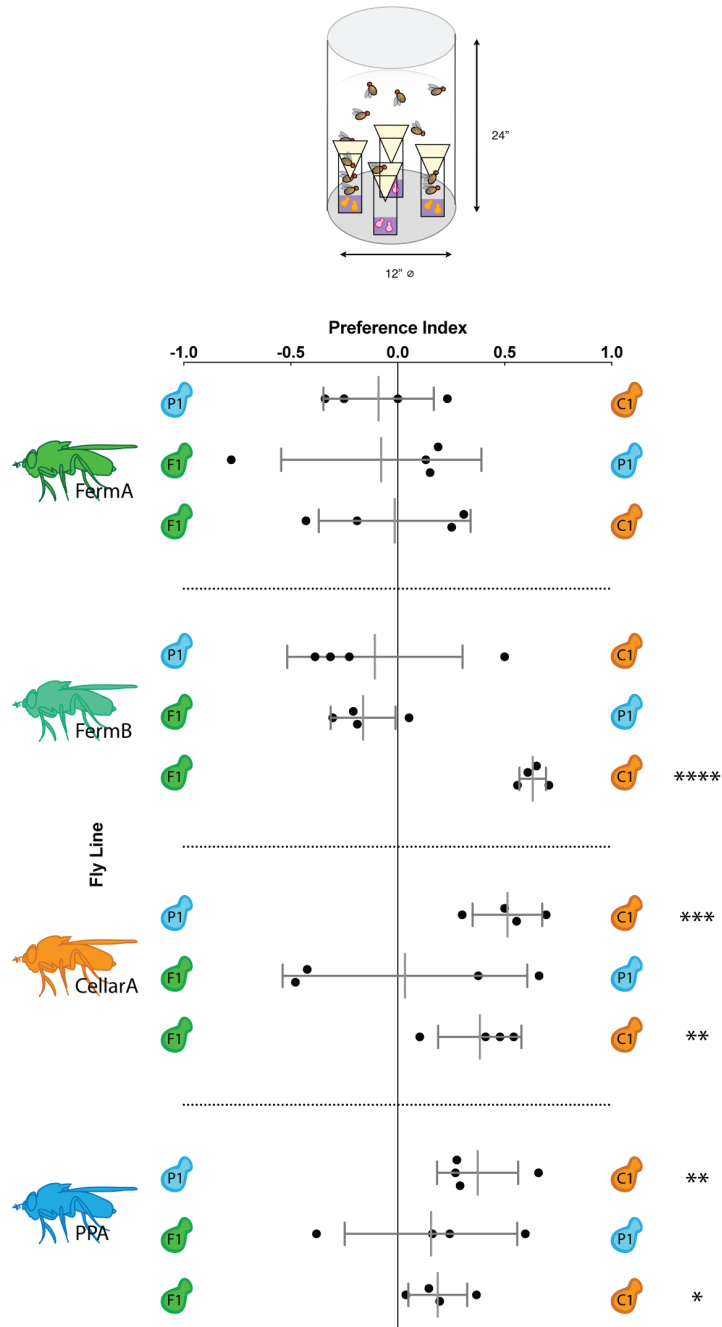 24”
12” ⌀
Preference Index
-1.0 -0.5 0.0 0.5 1.0
P1 C1
F1 P1
FermA
F1 C1
P1 C1
F1 P1
FermB
F1 C1 ****
Fly Line
P1 C1 ***
F1 P1
CellarA
F1 C1 **
P1 C1 **
F1 P1
PPA
F1 C1 *